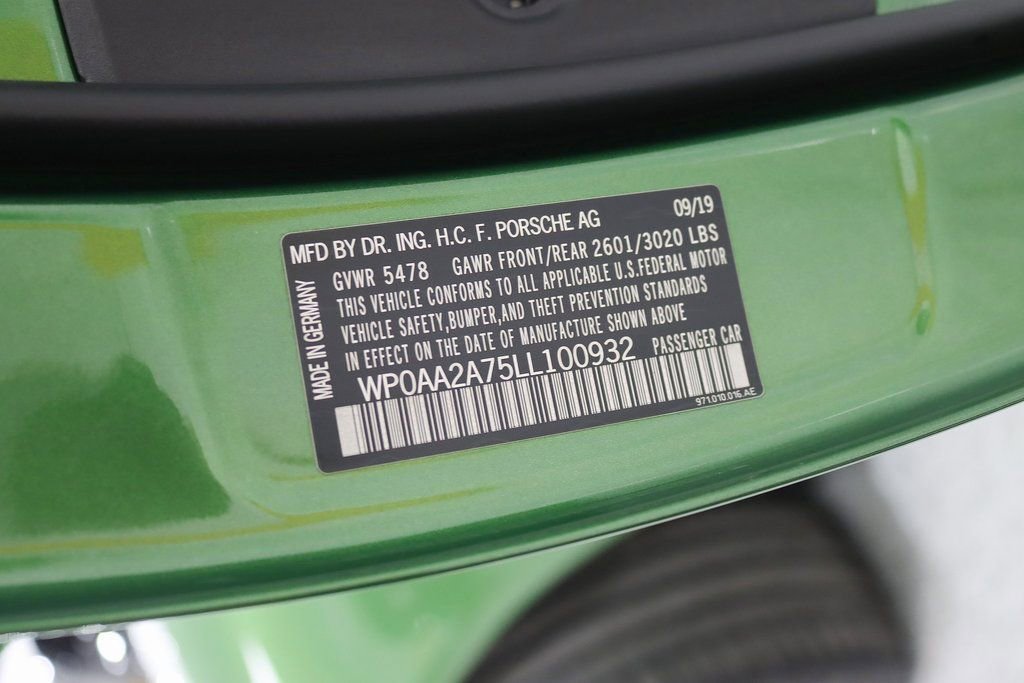 MFD BY DR. ING. H.C. F. PORSCHE AG 09/19
GVWR 5478 GAWR FRONT/REAR 2601/3020 LBS
THIS VEHICLE CONFORMS TO ALL APPLICABLE U.S.FEDERAL MOTOR
VEHICLE SAFETY,BUMPER,AND THEFT PREVENTION STANDARDS
IN EFFECT ON THE DATE OF MANUFACTURE SHOWN ABOVE
WP0AA2A75LL100932 PASSENGER CAR
971.010.016.AE
MADE IN GERMANY